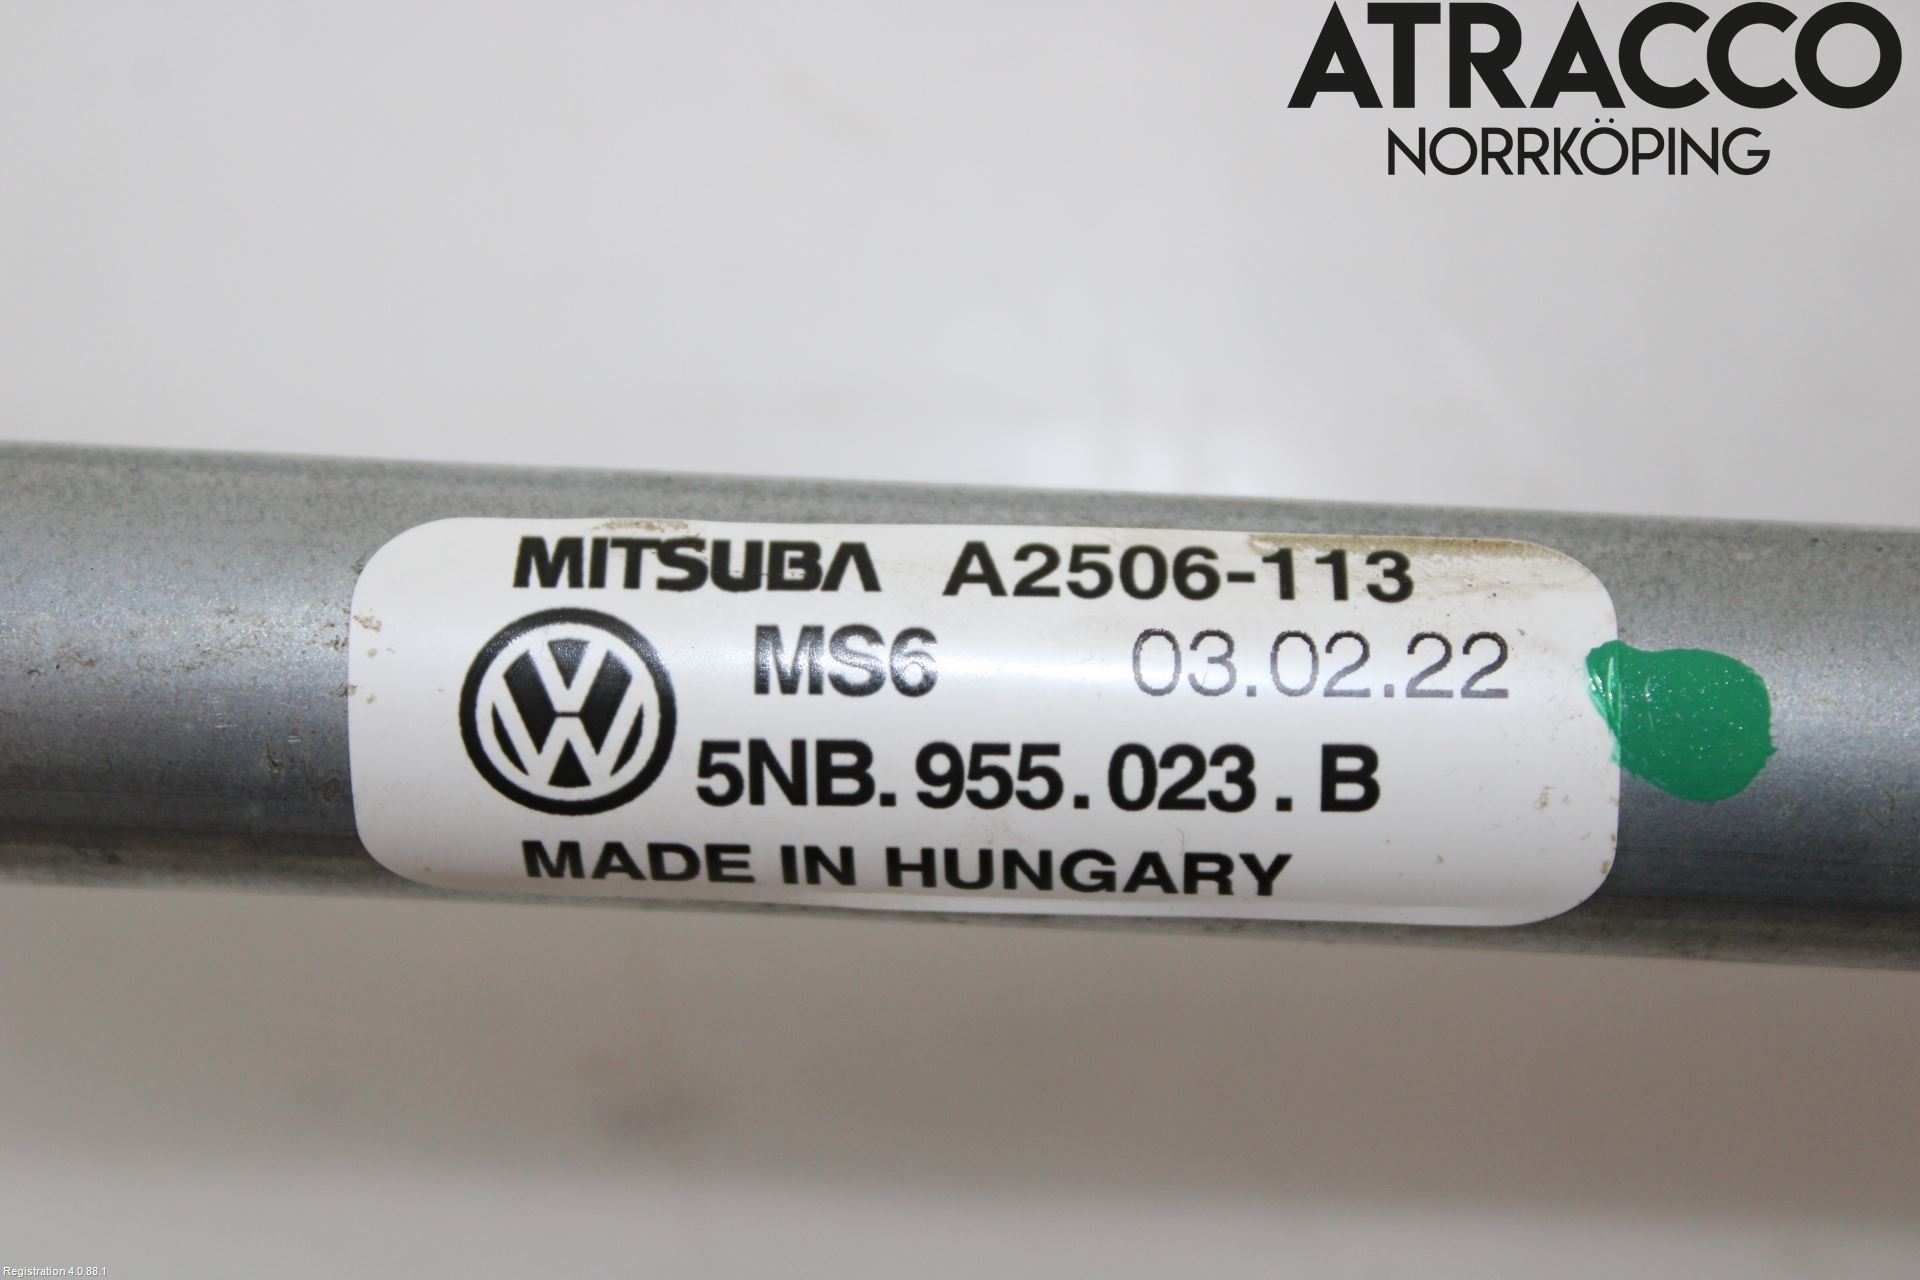 ATRACCO
NORRKÖPING
MITSUBA A2506-113
MS6 03.02.22
5NB.955.023.B
MADE IN HUNGARY
Registration 4.0.88.1